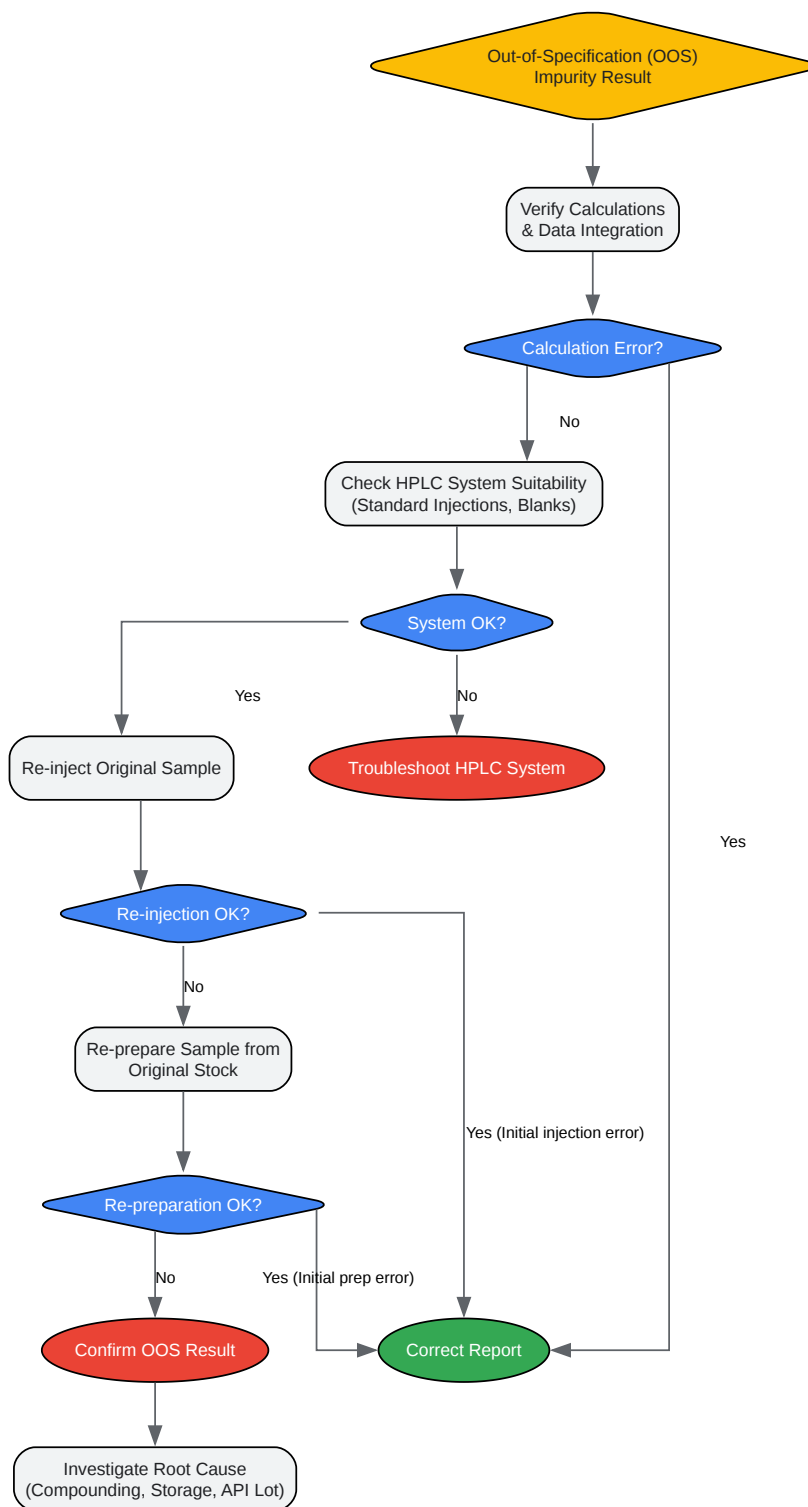 Out-of-Specification (OOS)
Impurity Result
Verify Calculations
& Data Integration
Calculation Error?
No
Check HPLC System Suitability
(Standard Injections, Blanks)
System OK?
Yes
No
Re-inject Original Sample
Troubleshoot HPLC System
Yes
Re-injection OK?
No
Re-prepare Sample from
Original Stock
Yes (Initial injection error)
Re-preparation OK?
No
Yes (Initial prep error)
Confirm OOS Result
Correct Report
Investigate Root Cause
(Compounding, Storage, API Lot)